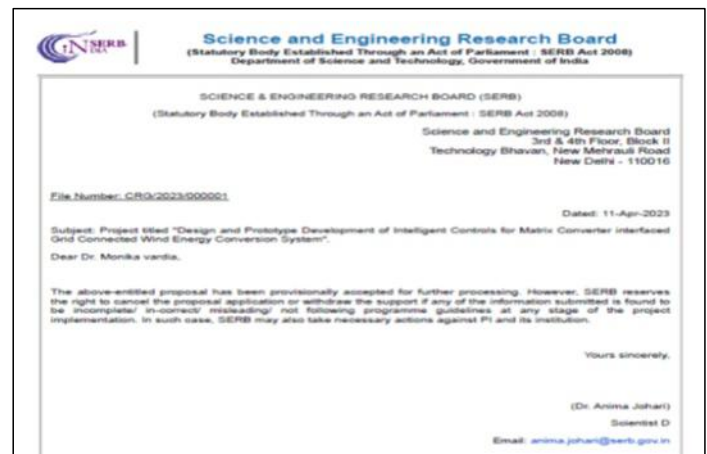 SERB
INDIA
Science and Engineering Research Board
(Statutory Body Established Through an Act of Parliament : SERB Act 2008)
Department of Science and Technology, Government of India
SCIENCE & ENGINEERING RESEARCH BOARD (SERB)
(Statutory Body Established Through an Act of Parliament : SERB Act 2008)
Science and Engineering Research Board
3rd & 4th Floor, Block II
Technology Bhavan, New Mehrauli Road
New Delhi - 110016
File Number: CRG/2023/000001
Dated: 11-Apr-2023
Subject: Project titled "Design and Prototype Development of Intelligent Controls for Matrix Converter interfaced
Grid Connected Wind Energy Conversion System".
Dear Dr. Monika vardia,
The above-entitled proposal has been provisionally accepted for further processing. However, SERB reserves
the right to cancel the proposal application or withdraw the support if any of the information submitted is found to
be incomplete/ in-correct/ misleading/ not following programme guidelines at any stage of the project
implementation. In such case, SERB may also take necessary actions against PI and its institution.
Yours sincerely,
(Dr. Anima Johari)
Scientist D
Email: anima.johari@serb.gov.in